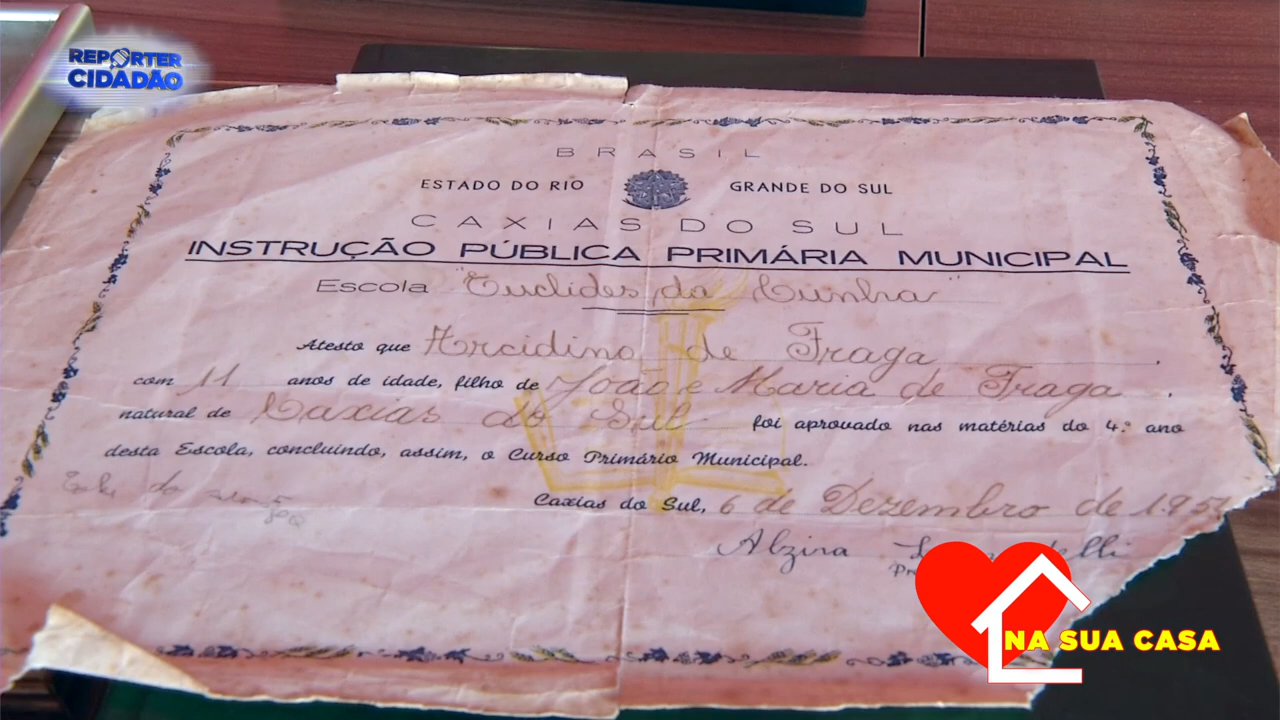 REPÓRTER
CIDADÃO
BRASIL
ESTADO DO RIO GRANDE DO SUL
CAXIAS DO SUL
INSTRUÇÃO PÚBLICA PRIMÁRIA MUNICIPAL
Escola "Euclides da Cunha"
Atesto que Arcidino de Fraga
com 11 anos de idade, filho de João e Maria de Fraga
natural de Caxias do Sul foi aprovado nas matérias do 4.º ano
desta Escola, concluindo, assim, o Curso Primário Municipal.
Caxias do Sul, 6 de Dezembro de 195
Alzira
NA SUA CASA